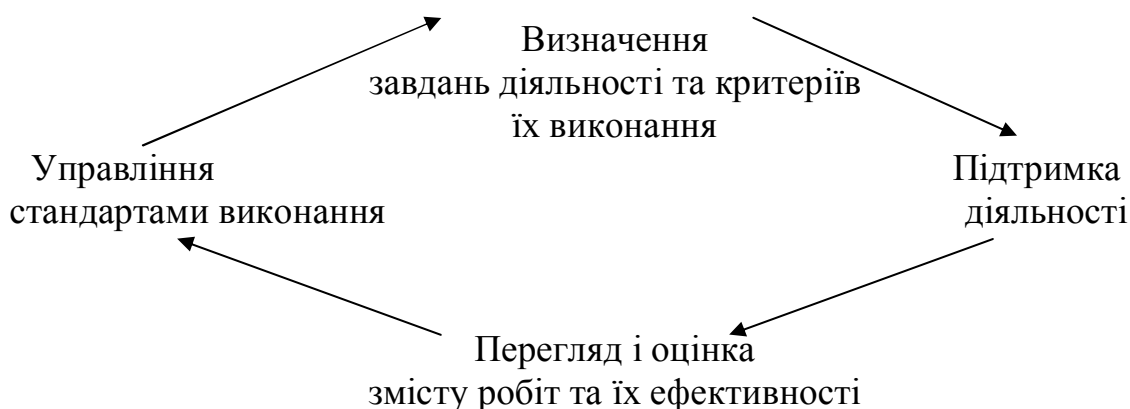 Визначення
завдань діяльності та критеріїв
їх виконання
Управління
стандартами виконання
Підтримка
діяльності
Перегляд і оцінка
змісту робіт та їх ефективності